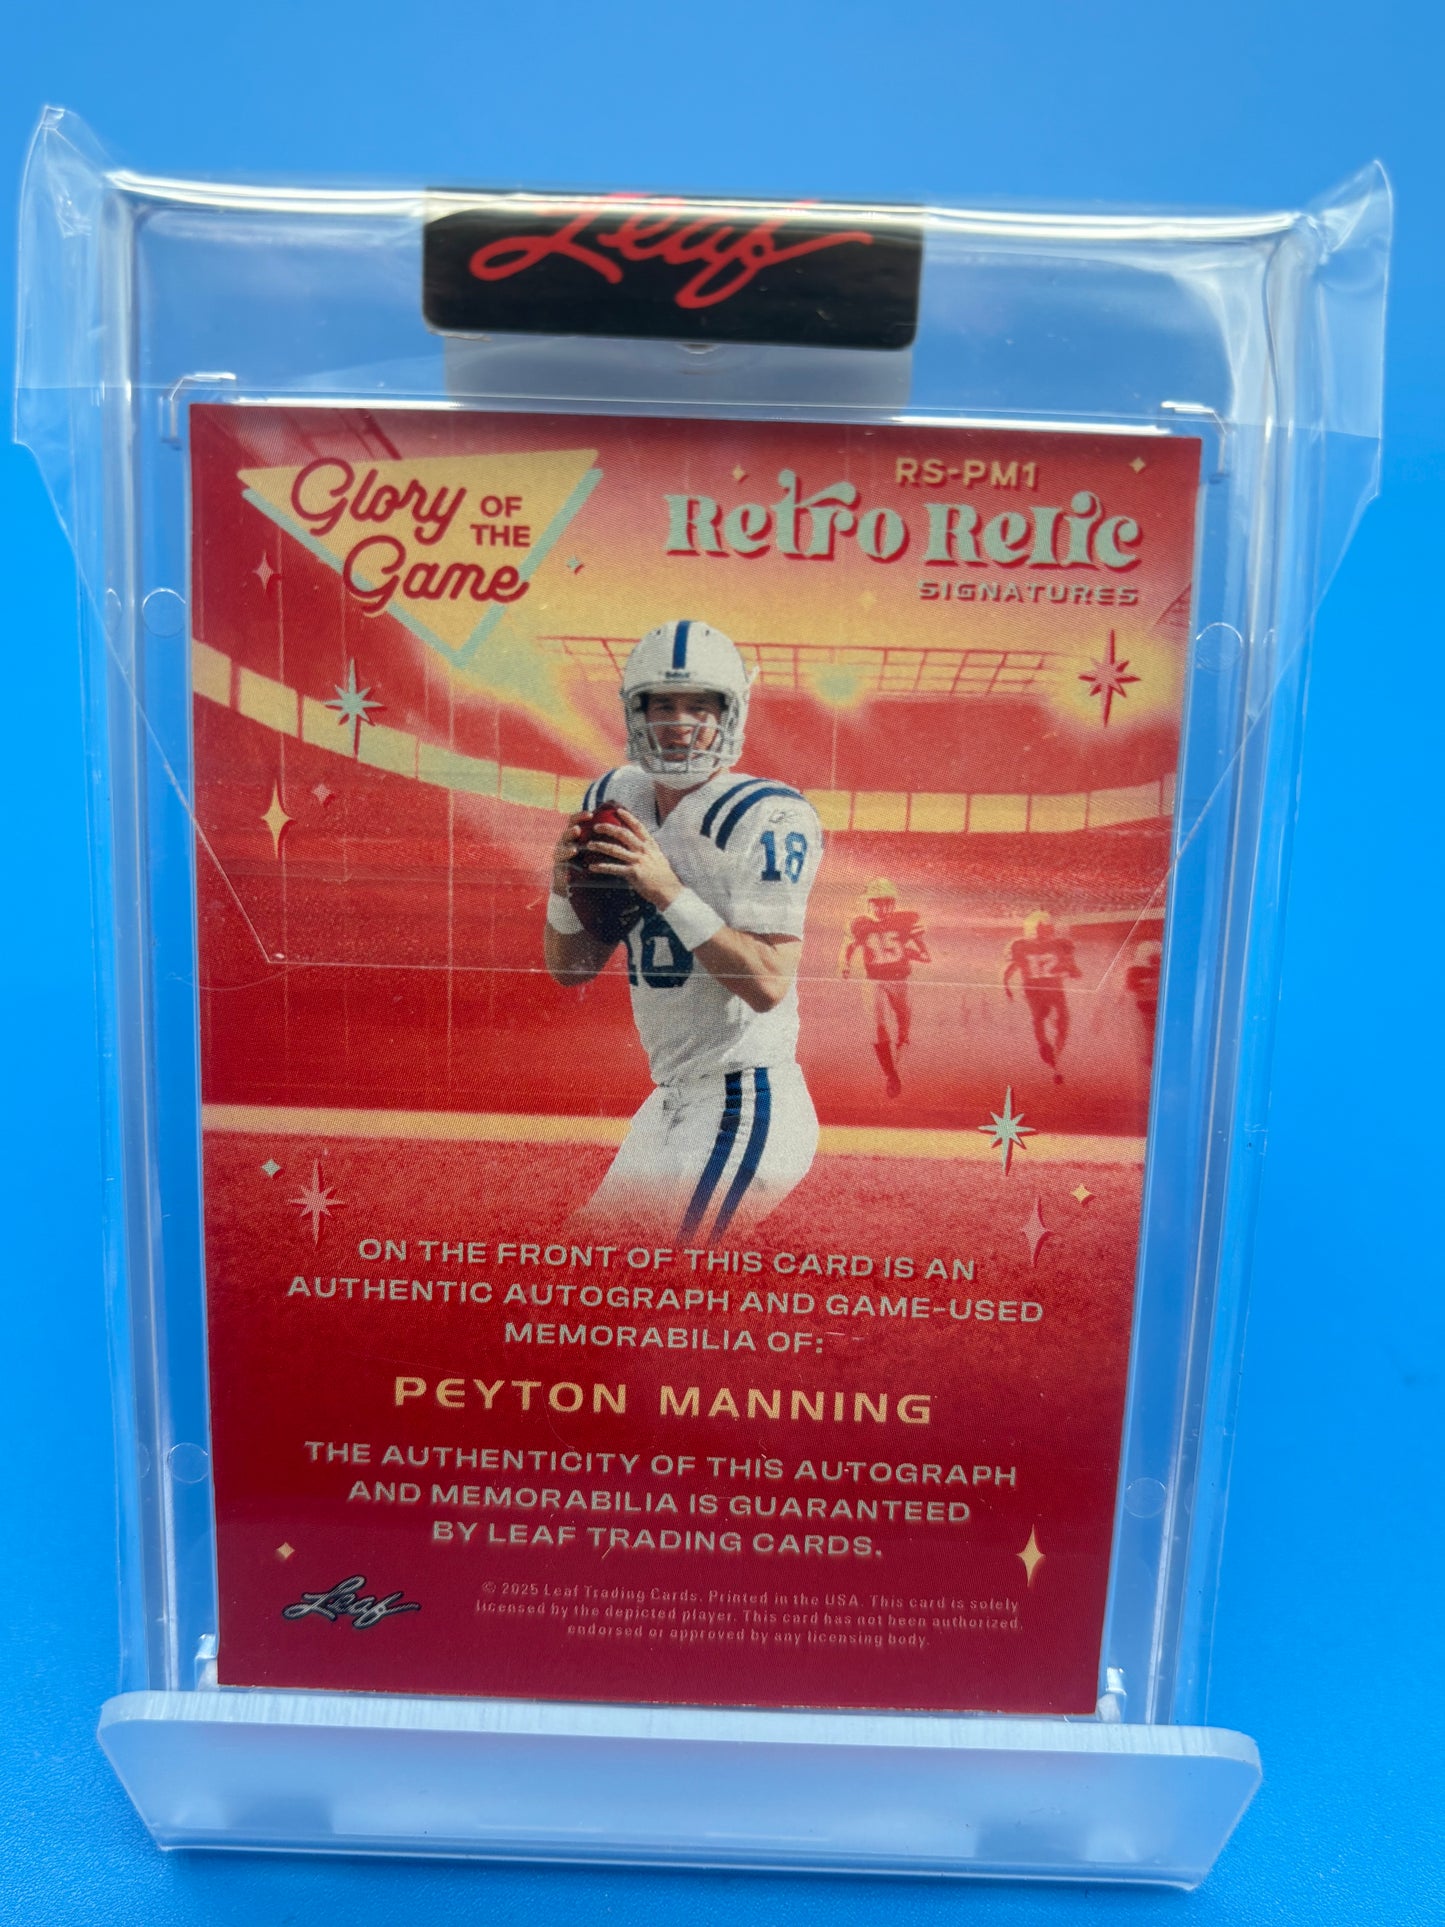 Leaf
Glory OF
THE
Game
RS-PM1
Retro Relic
SIGNATURES
Riddell
18
18
15
12
ON THE FRONT OF THIS CARD IS AN
AUTHENTIC AUTOGRAPH AND GAME-USED
MEMORABILIA OF:
PEYTON MANNING
THE AUTHENTICITY OF THIS AUTOGRAPH
AND MEMORABILIA IS GUARANTEED
BY LEAF TRADING CARDS.
Leaf
© 2025 Leaf Trading Cards. Printed in the USA. This card is solely
licensed by the depicted player. This card has not been authorized,
endorsed or approved by any licensing body.